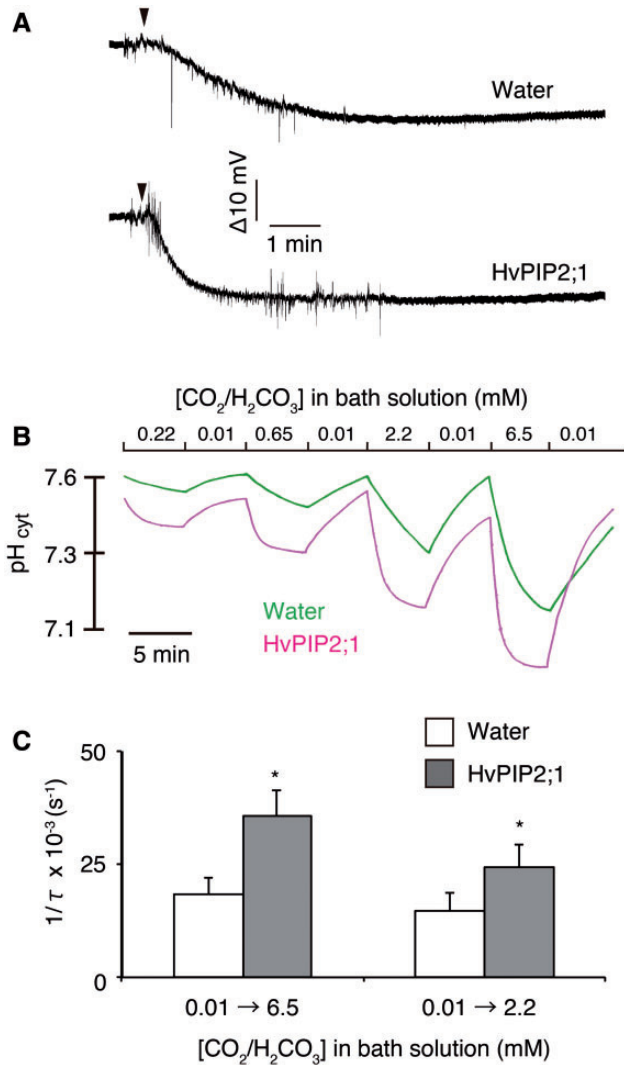 A
Water
Δ10 mV
1 min
HvPIP2;1
[CO₂/H₂CO₃] in bath solution (mM)
B
0.22 0.01 0.65 0.01 2.2 0.01 6.5 0.01
7.6
7.3
7.1
pHcyt
Water
HvPIP2;1
5 min
C
Water
HvPIP2;1
50
25
0
1/τ x 10⁻³ (s⁻¹)
* *
0.01 → 6.5 0.01 → 2.2
[CO₂/H₂CO₃] in bath solution (mM)